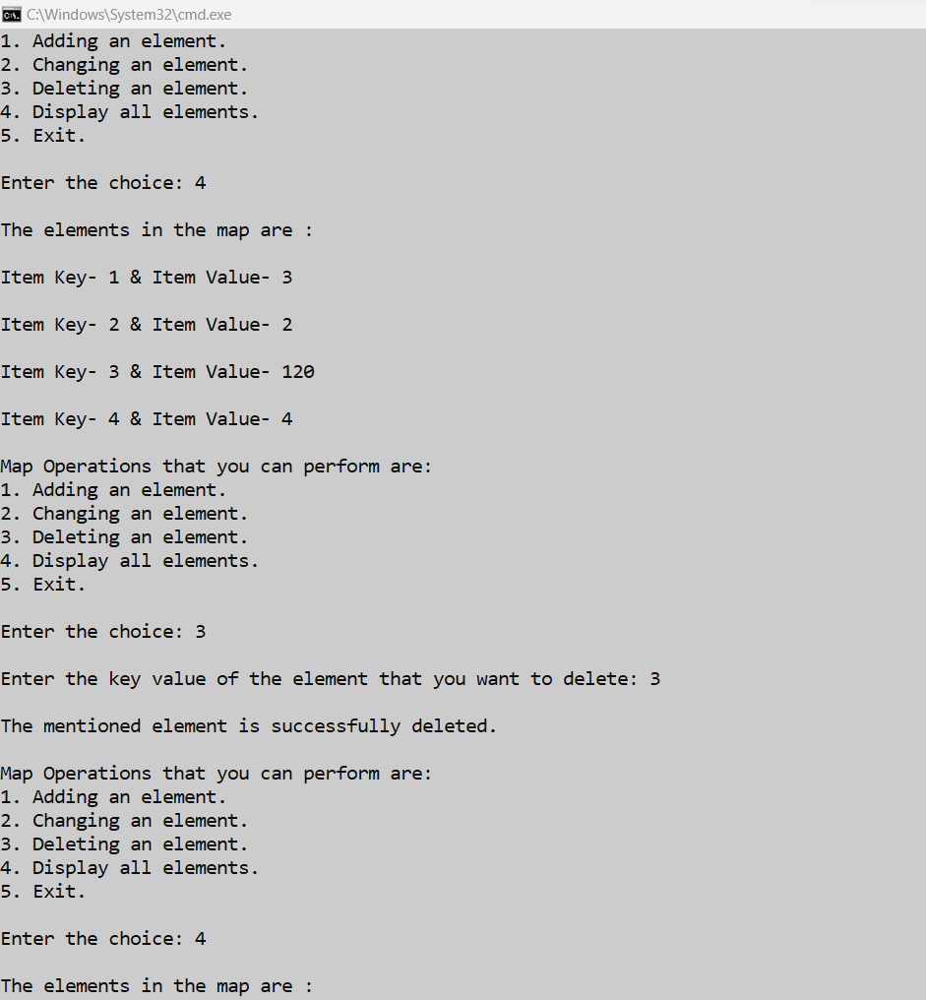 C:\Windows\System32\cmd.exe
1. Adding an element.
2. Changing an element.
3. Deleting an element.
4. Display all elements.
5. Exit.
Enter the choice: 4
The elements in the map are :
Item Key- 1 & Item Value- 3
Item Key- 2 & Item Value- 2
Item Key- 3 & Item Value- 120
Item Key- 4 & Item Value- 4
Map Operations that you can perform are:
1. Adding an element.
2. Changing an element.
3. Deleting an element.
4. Display all elements.
5. Exit.
Enter the choice: 3
Enter the key value of the element that you want to delete: 3
The mentioned element is successfully deleted.
Map Operations that you can perform are:
1. Adding an element.
2. Changing an element.
3. Deleting an element.
4. Display all elements.
5. Exit.
Enter the choice: 4
The elements in the map are :